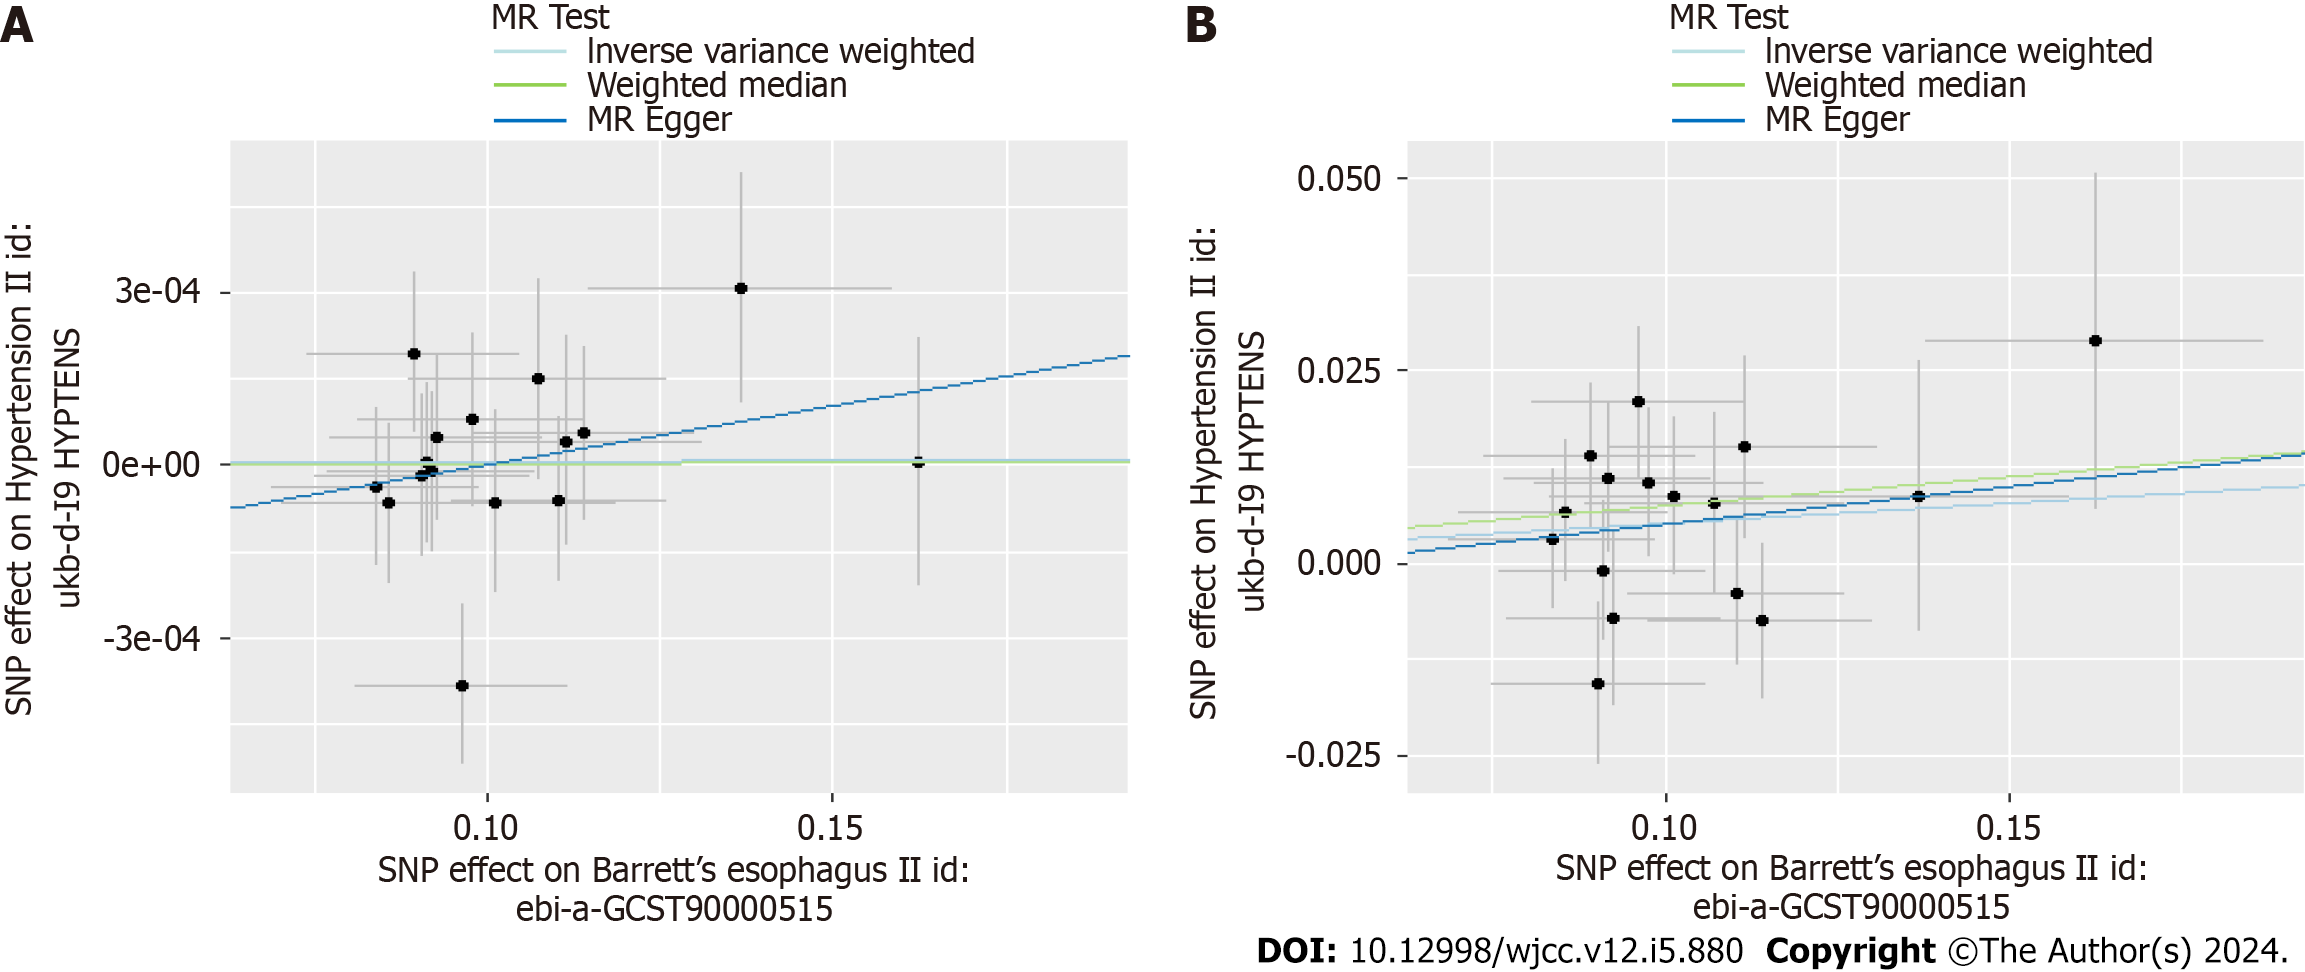 A
MR Test
Inverse variance weighted
Weighted median
MR Egger
SNP effect on Hypertension II id:
ukb-d-I9 HYPTENS
3e-04
0e+00
-3e-04
0.10
0.15
SNP effect on Barrett’s esophagus II id:
ebi-a-GCST90000515
B
MR Test
Inverse variance weighted
Weighted median
MR Egger
SNP effect on Hypertension II id:
ukb-d-I9 HYPTENS
0.050
0.025
0.000
-0.025
0.10
0.15
SNP effect on Barrett’s esophagus II id:
ebi-a-GCST90000515
DOI: 10.12998/wjcc.v12.i5.880 Copyright ©The Author(s) 2024.